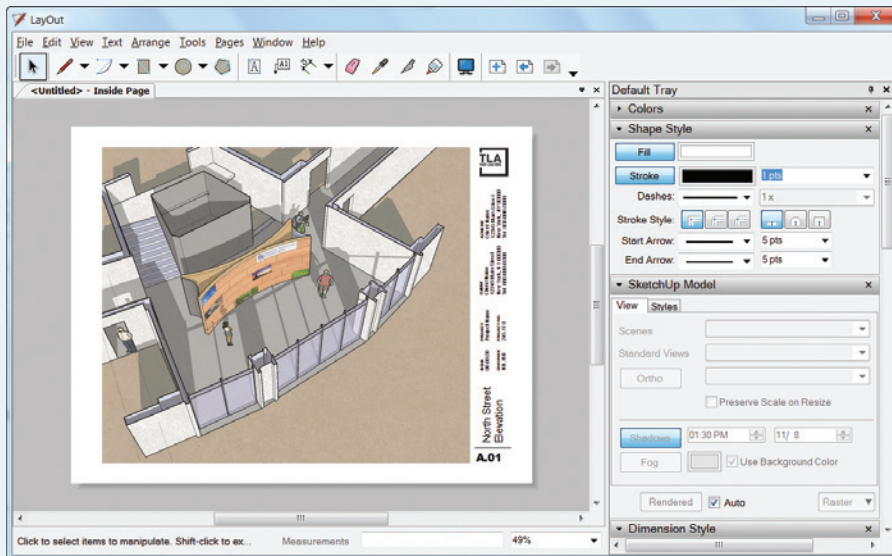 LayOut
File Edit View Text Arrange Tools Pages Window Help
A A1
<Untitled> - Inside Page
Default Tray
Colors
Shape Style
Fill
Stroke 1 pts
Dashes: 1 x
Stroke Style:
Start Arrow: 5 pts
End Arrow: 5 pts
SketchUp Model
View Styles
Scenes
Standard Views
Ortho
Preserve Scale on Resize
Shadows 01:30 PM 11/ 8
Fog Use Background Color
Rendered Auto Raster
Dimension Style
TLA
Project Name
North Street
Elevation
A.01
Click to select items to manipulate. Shift-click to ex... Measurements 49%